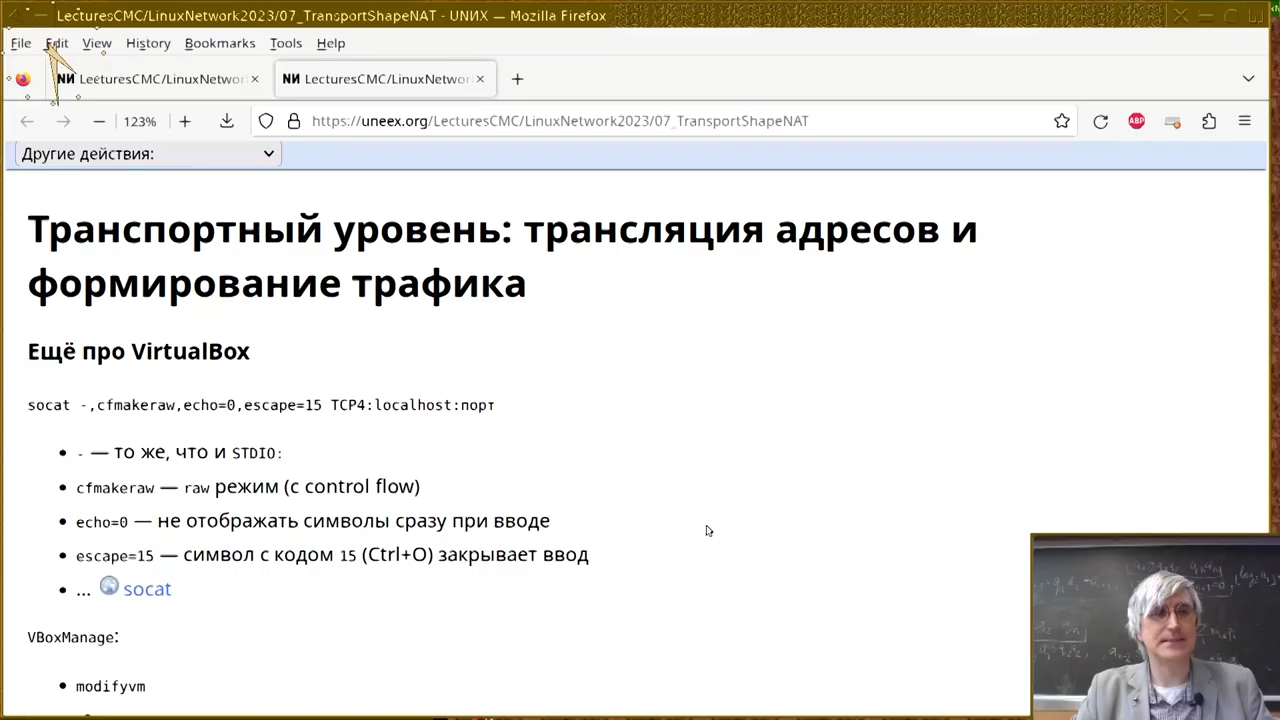 LecturesCMC/LinuxNetwork2023/07_TransportShapeNAT - UNИX — Mozilla Firefox
File Edit View History Bookmarks Tools Help
NИ LecturesCMC/LinuxNetwor
NИ LecturesCMC/LinuxNetwor
123%
https://uneex.org/LecturesCMC/LinuxNetwork2023/07_TransportShapeNAT
ABP
Другие действия:
Транспортный уровень: трансляция адресов и
формирование трафика
Ещё про VirtualBox
socat -,cfmakeraw,echo=0,escape=15 TCP4:localhost:порт
• - — то же, что и STDIO:
• cfmakeraw — raw режим (с control flow)
• echo=0 — не отображать символы сразу при вводе
• escape=15 — символ с кодом 15 (Ctrl+O) закрывает ввод
• ... socat
VBoxManage:
• modifyvm